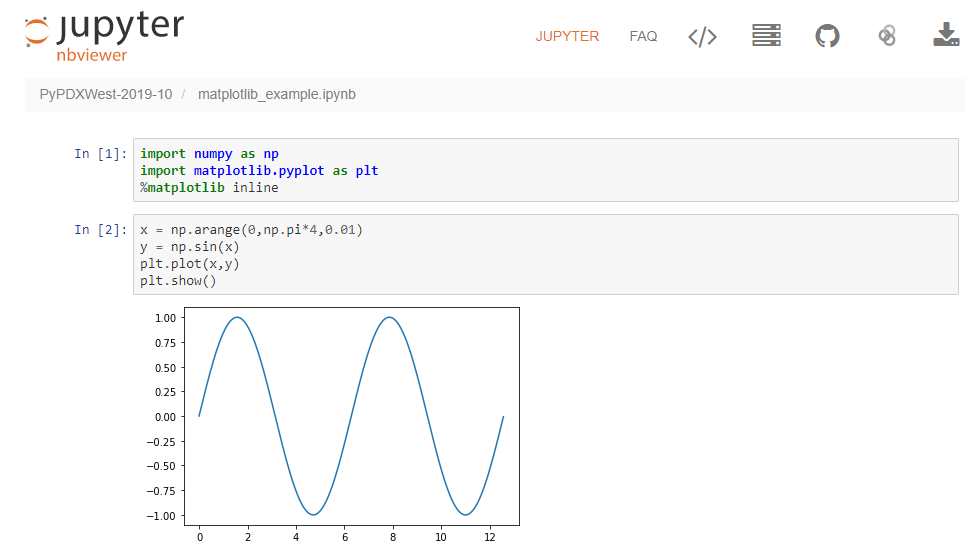 jupyter
nbviewer
JUPYTER FAQ </>
PyPDXWest-2019-10 / matplotlib_example.ipynb
In [1]: import numpy as np
import matplotlib.pyplot as plt
%matplotlib inline
In [2]: x = np.arange(0,np.pi*4,0.01)
y = np.sin(x)
plt.plot(x,y)
plt.show()
1.00
0.75
0.50
0.25
0.00
−0.25
−0.50
−0.75
−1.00
0 2 4 6 8 10 12